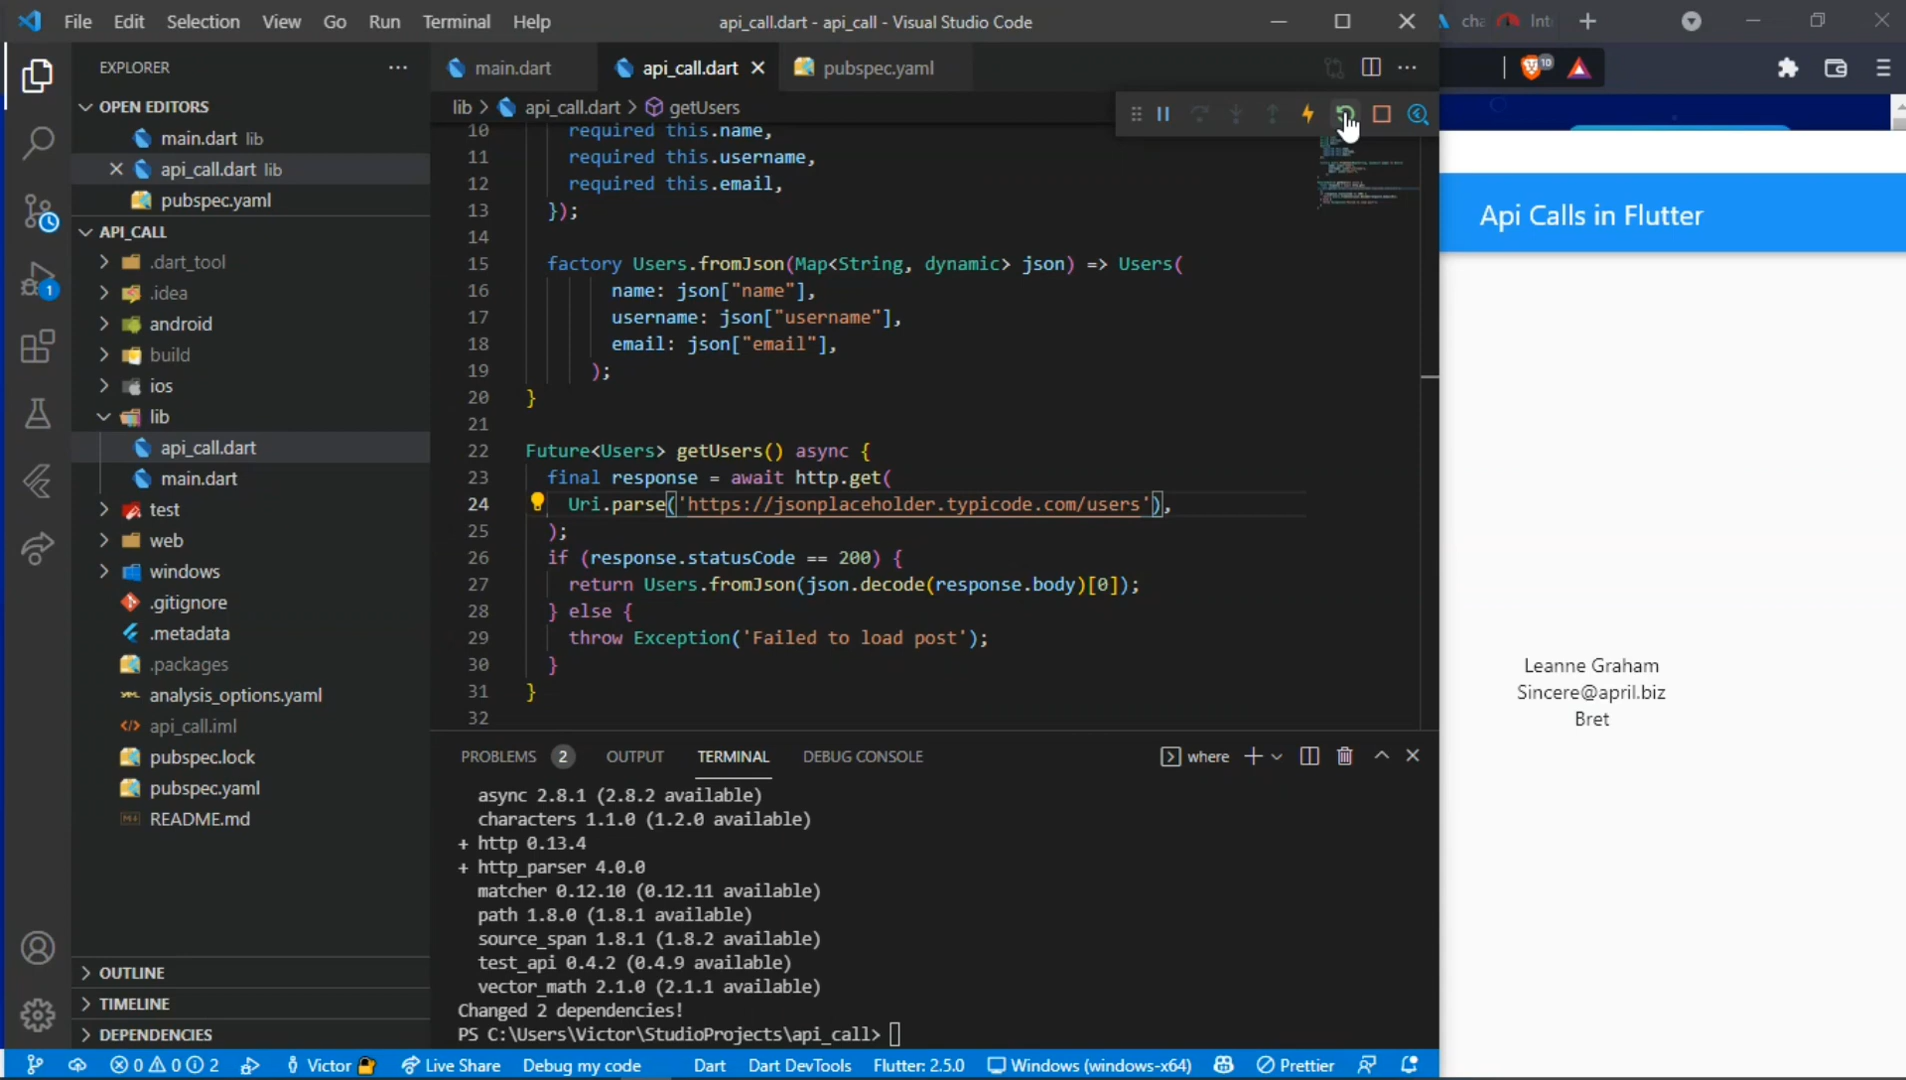 File Edit Selection View Go Run Terminal Help
api_call.dart - api_call - Visual Studio Code
cha
Int
EXPLORER
main.dart
api_call.dart
pubspec.yaml
10
OPEN EDITORS
main.dart lib
api_call.dart lib
pubspec.yaml
API_CALL
.dart_tool
.idea
android
build
ios
lib
api_call.dart
main.dart
test
web
windows
.gitignore
.metadata
.packages
analysis_options.yaml
api_call.iml
pubspec.lock
pubspec.yaml
README.md
OUTLINE
TIMELINE
DEPENDENCIES
1
lib > api_call.dart > getUsers
10 required this.name,
11 required this.username,
12 required this.email,
13 });
14
15 factory Users.fromJson(Map<String, dynamic> json) => Users(
16 name: json["name"],
17 username: json["username"],
18 email: json["email"],
19 );
20 }
21
22 Future<Users> getUsers() async {
23 final response = await http.get(
24 Uri.parse('https://jsonplaceholder.typicode.com/users'),
25 );
26 if (response.statusCode == 200) {
27 return Users.fromJson(json.decode(response.body)[0]);
28 } else {
29 throw Exception('Failed to load post');
30 }
31 }
32
PROBLEMS 2 OUTPUT TERMINAL DEBUG CONSOLE
where
async 2.8.1 (2.8.2 available)
characters 1.1.0 (1.2.0 available)
+ http 0.13.4
+ http_parser 4.0.0
matcher 0.12.10 (0.12.11 available)
path 1.8.0 (1.8.1 available)
source_span 1.8.1 (1.8.2 available)
test_api 0.4.2 (0.4.9 available)
vector_math 2.1.0 (2.1.1 available)
Changed 2 dependencies!
PS C:\Users\Victor\StudioProjects\api_call>
Api Calls in Flutter
Leanne Graham
Sincere@april.biz
Bret
0 0 2 Victor Live Share Debug my code Dart Dart DevTools Flutter: 2.5.0 Windows (windows-x64) Prettier